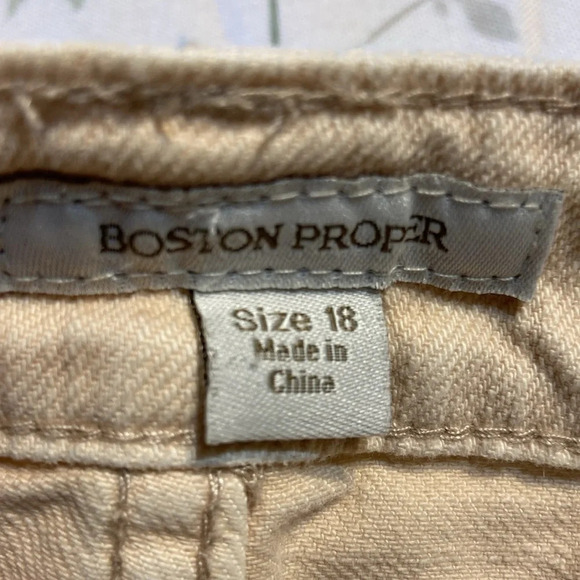 BOSTON PROPER
Size 18
Made in
China